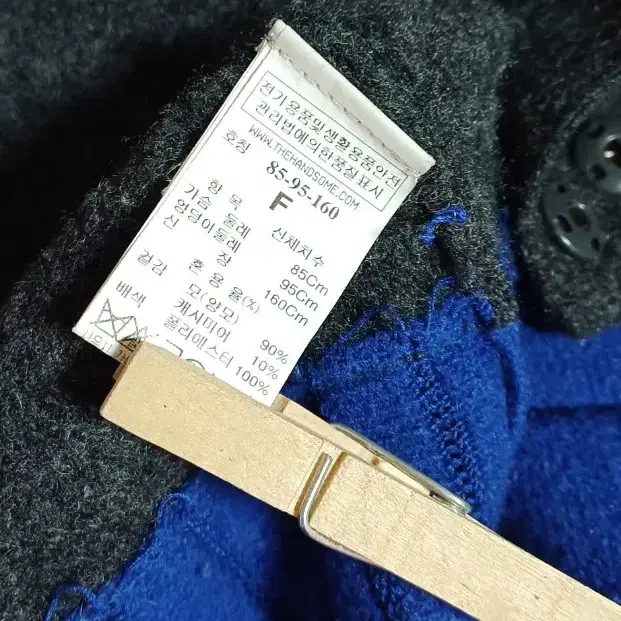 전기용품및생활용품안전
관리법에의한품질표시
WWW.THEHANDSOME.COM
호칭 85-95-160
F
항 목 신체치수
가슴 둘레 85Cm
엉덩이둘레 95Cm
신 장 160Cm
겉감 혼 용 율(%)
모(양모) 90%
캐시미어 10%
배색 폴리에스터 100%